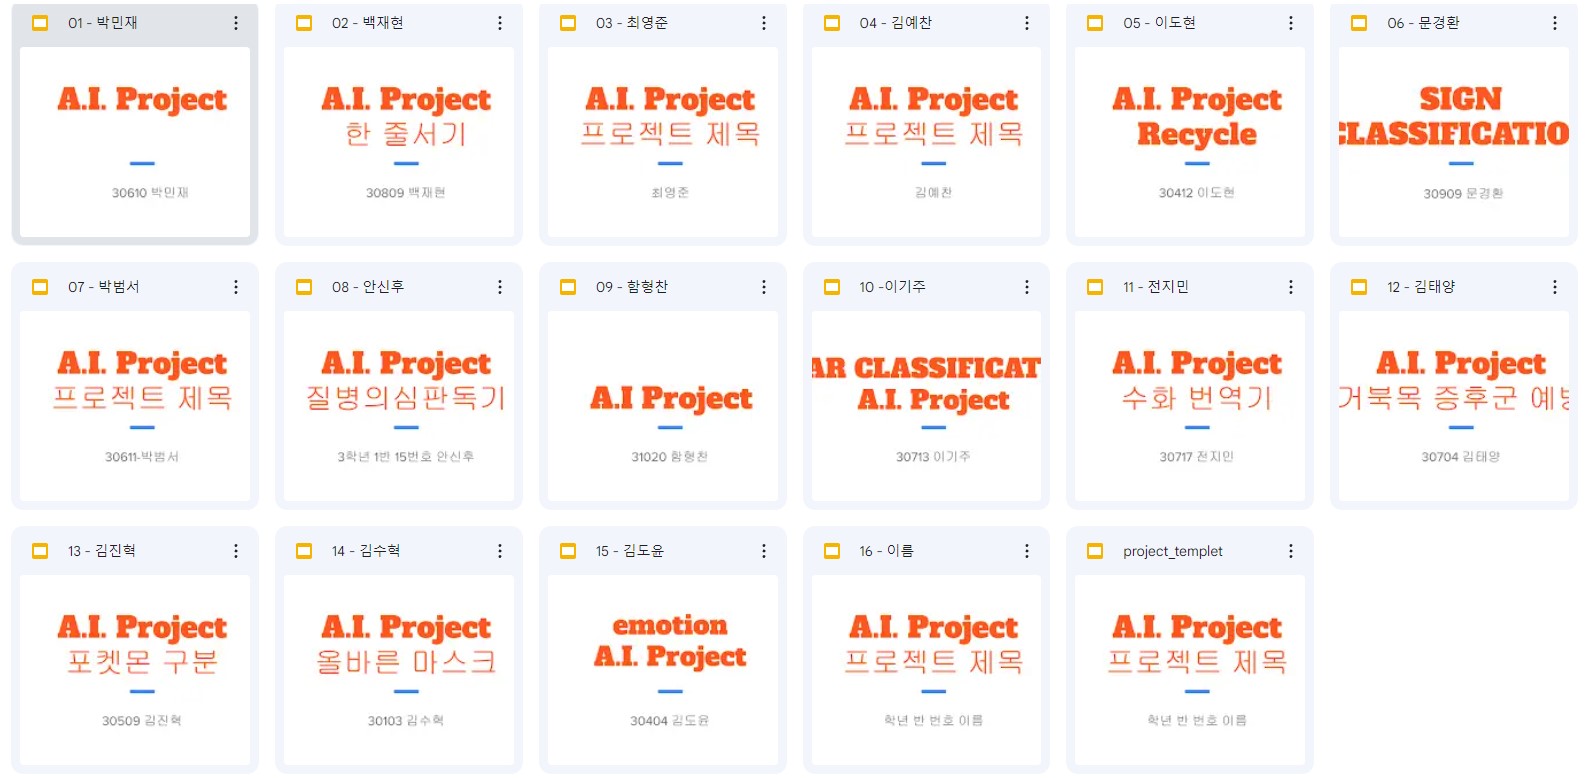 01 - 박민재
A.I. Project
30610 박민재
02 - 백재현
A.I. Project
한 줄서기
30809 백재현
03 - 최영준
A.I. Project
프로젝트 제목
최영준
04 - 김예찬
A.I. Project
프로젝트 제목
김예찬
05 - 이도현
A.I. Project
Recycle
30412 이도현
06 - 문경환
SIGN
CLASSIFICATIO
30909 문경환
07 - 박범서
A.I. Project
프로젝트 제목
30611-박범서
08 - 안신후
A.I. Project
질병의심판독기
3학년 1반 15번호 안신후
09 - 함형찬
A.I Project
31020 함형찬
10 -이기주
AR CLASSIFICAT
A.I. Project
30713 이기주
11 - 전지민
A.I. Project
수화 번역기
30717 전지민
12 - 김태양
A.I. Project
거북목 증후군 예방
30704 김태양
13 - 김진혁
A.I. Project
포켓몬 구분
30509 김진혁
14 - 김수혁
A.I. Project
올바른 마스크
30103 김수혁
15 - 김도윤
emotion
A.I. Project
30404 김도윤
16 - 이름
A.I. Project
프로젝트 제목
학년 반 번호 이름
project_templet
A.I. Project
프로젝트 제목
학년 반 번호 이름